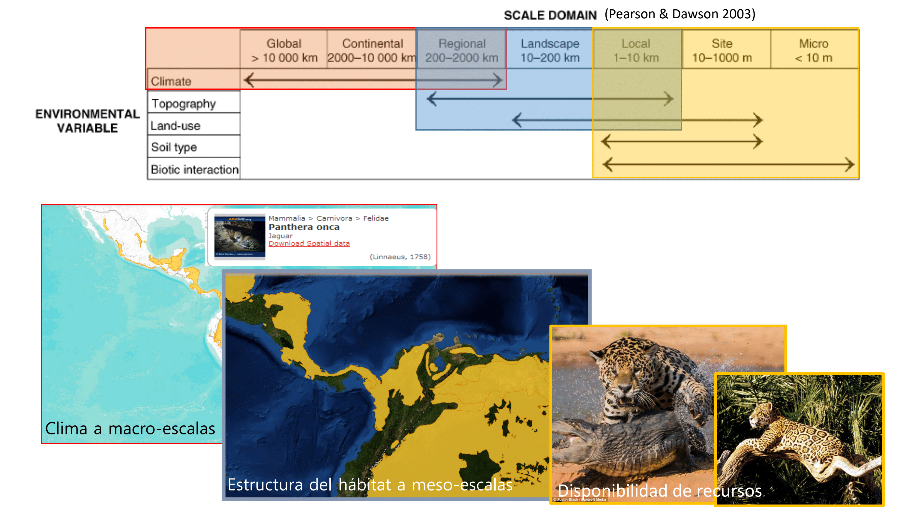 SCALE DOMAIN (Pearson & Dawson 2003)
Global Continental Regional Landscape Local Site Micro
> 10 000 km 2000–10 000 km 200–2000 km 10–200 km 1–10 km 10–1000 m < 10 m
Climate
Topography
ENVIRONMENTAL
VARIABLE
Land-use
Soil type
Biotic interaction
Mammalia > Carnivora > Felidae
Panthera onca
Jaguar
Download Spatial data
(Linnaeus, 1758)
Clima a macro-escalas
Estructura del hábitat a meso-escalas
Disponibilidad de recursos